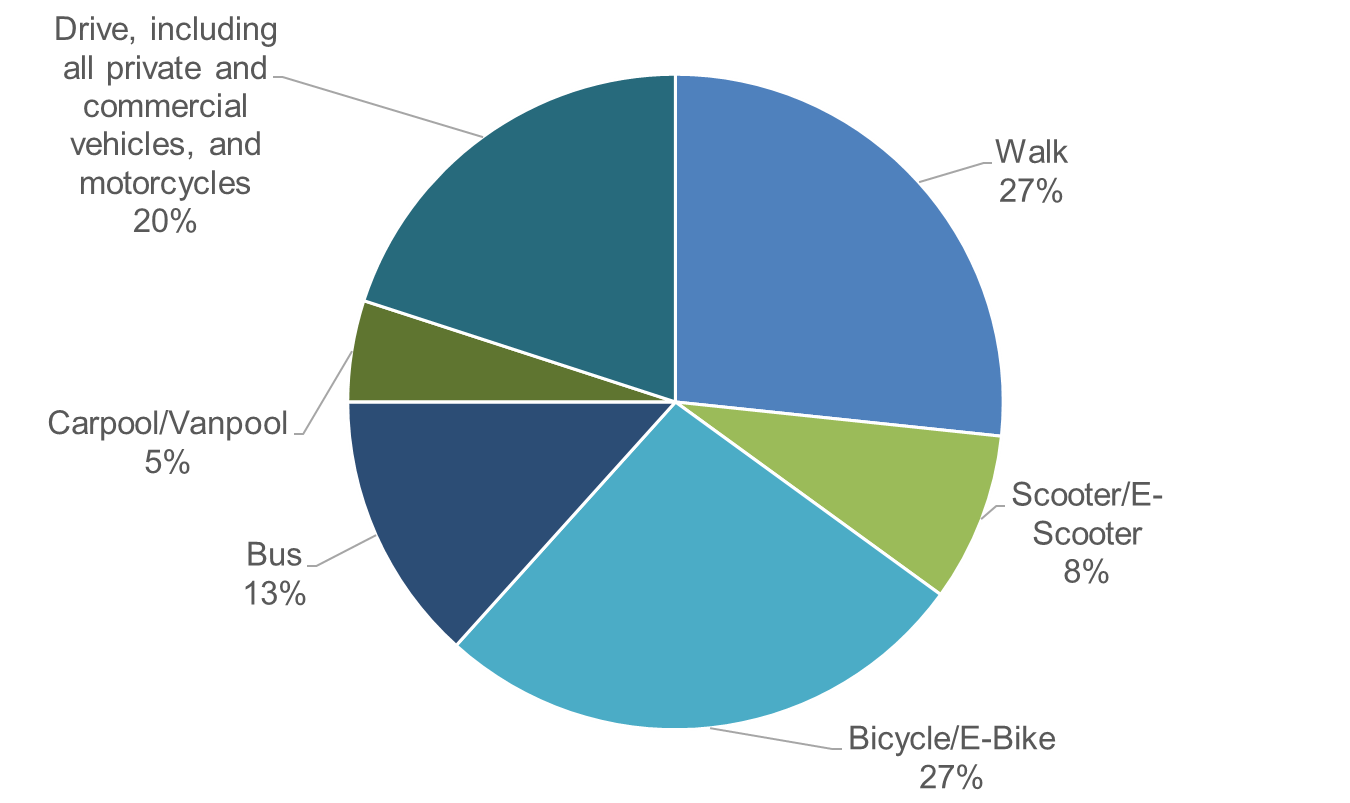 Drive, including
all private and
commercial
vehicles, and
motorcycles
20%
Walk
27%
Carpool/Vanpool
5%
Scooter/E-
Scooter
8%
Bus
13%
Bicycle/E-Bike
27%